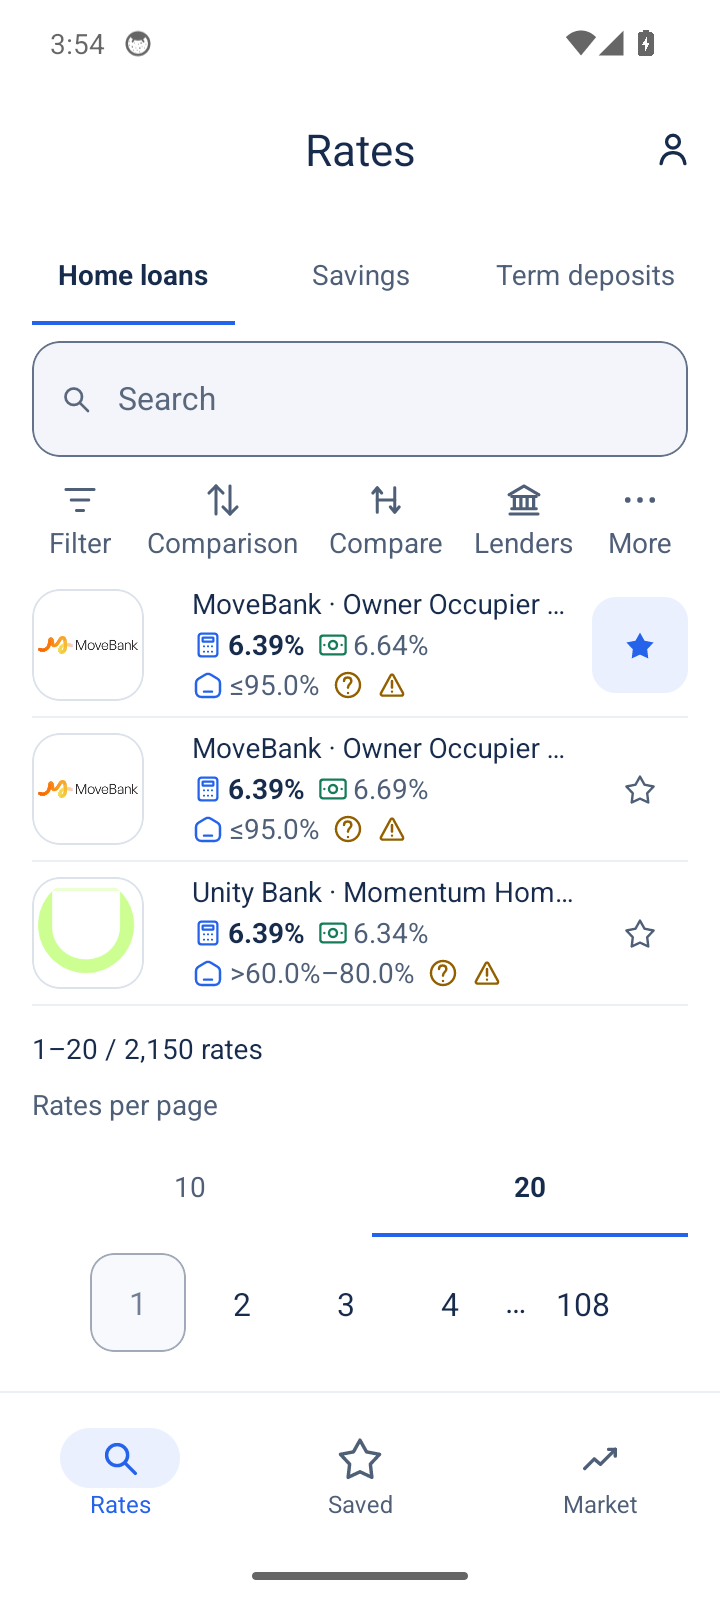 3:54
Rates
Home loans
Savings
Term deposits
Search
Filter
Comparison
Compare
Lenders
More
MoveBank
MoveBank · Owner Occupier ...
6.39% 6.64%
≤95.0%
MoveBank
MoveBank · Owner Occupier ...
6.39% 6.69%
≤95.0%
Unity Bank · Momentum Hom...
6.39% 6.34%
>60.0%–80.0%
1–20 / 2,150 rates
Rates per page
10
20
1 2 3 4 ... 108
Rates
Saved
Market